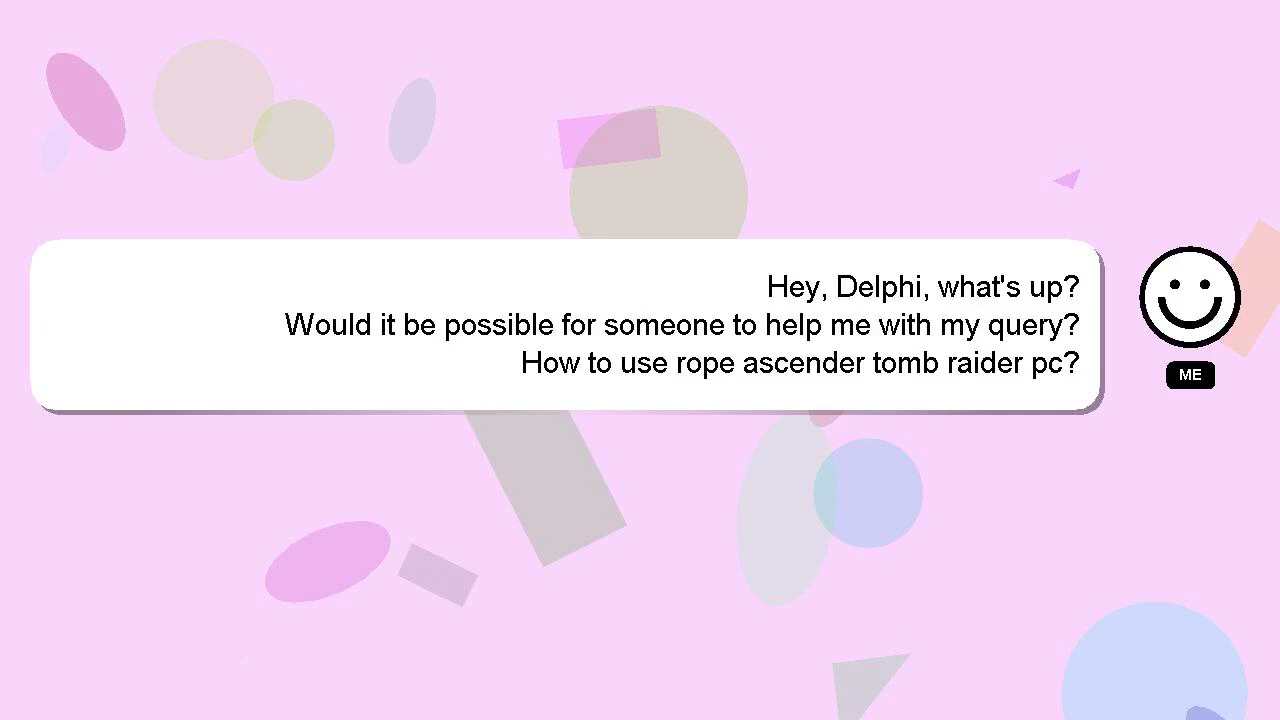 Hey, Delphi, what's up?
Would it be possible for someone to help me with my query?
How to use rope ascender tomb raider pc?
ME